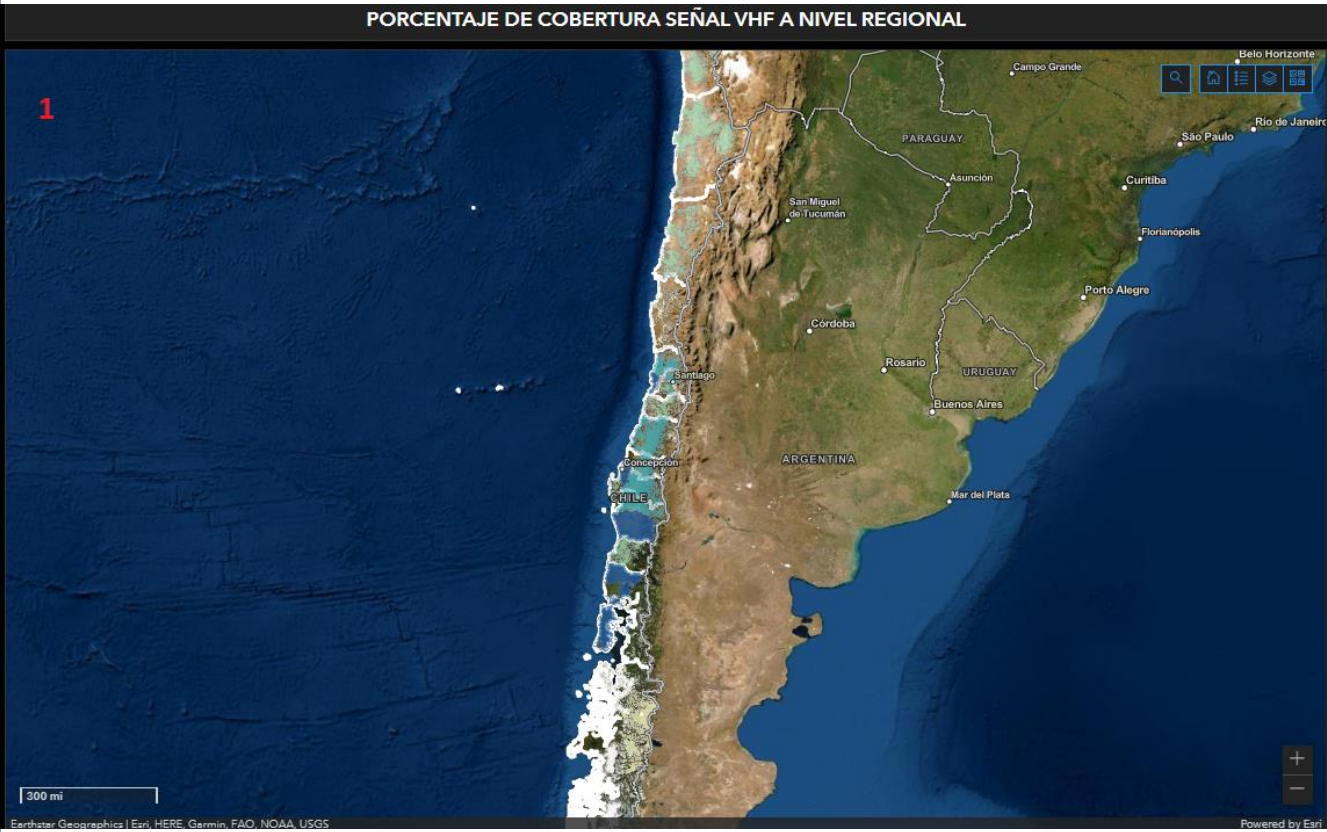 PORCENTAJE DE COBERTURA SEÑAL VHF A NIVEL REGIONAL
1
Belo Horizonte
Campo Grande
Rio de Janeiro
São Paulo
PARAGUAY
Asunción
Curitiba
San Miguel
de Tucumán
Florianópolis
Porto Alegre
Córdoba
Rosario
URUGUAY
Santiago
Buenos Aires
ARGENTINA
Concepción
CHILE
Mar del Plata
300 mi
Earthstar Geographics | Esri, HERE, Garmin, FAO, NOAA, USGS
Powered by Esri